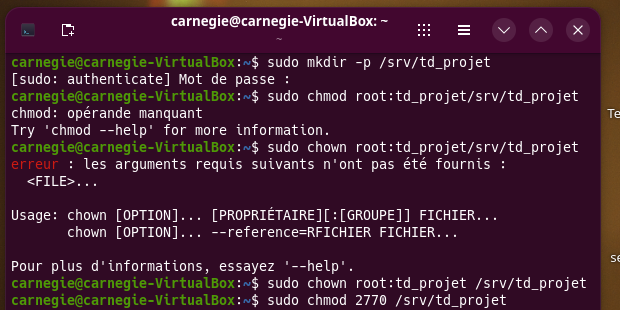 carnegie@carnegie-VirtualBox: ~
~
carnegie@carnegie-VirtualBox:~$ sudo mkdir -p /srv/td_projet
[sudo: authenticate] Mot de passe :
carnegie@carnegie-VirtualBox:~$ sudo chmod root:td_projet/srv/td_projet
chmod: opérande manquant
Try 'chmod --help' for more information.
carnegie@carnegie-VirtualBox:~$ sudo chown root:td_projet/srv/td_projet
erreur : les arguments requis suivants n'ont pas été fournis :
  <FILE>...

Usage: chown [OPTION]... [PROPRIÉTAIRE][:[GROUPE]] FICHIER...
       chown [OPTION]... --reference=RFICHIER FICHIER...

Pour plus d'informations, essayez '--help'.
carnegie@carnegie-VirtualBox:~$ sudo chown root:td_projet /srv/td_projet
carnegie@carnegie-VirtualBox:~$ sudo chmod 2770 /srv/td_projet